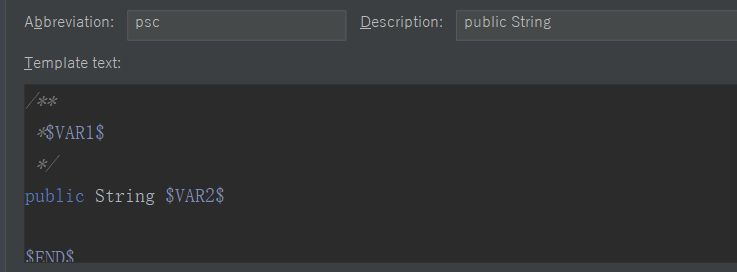 Abbreviation: psc Description: public String
Template text:
/**
 *$VAR1$
 */
public String $VAR2$
$END$